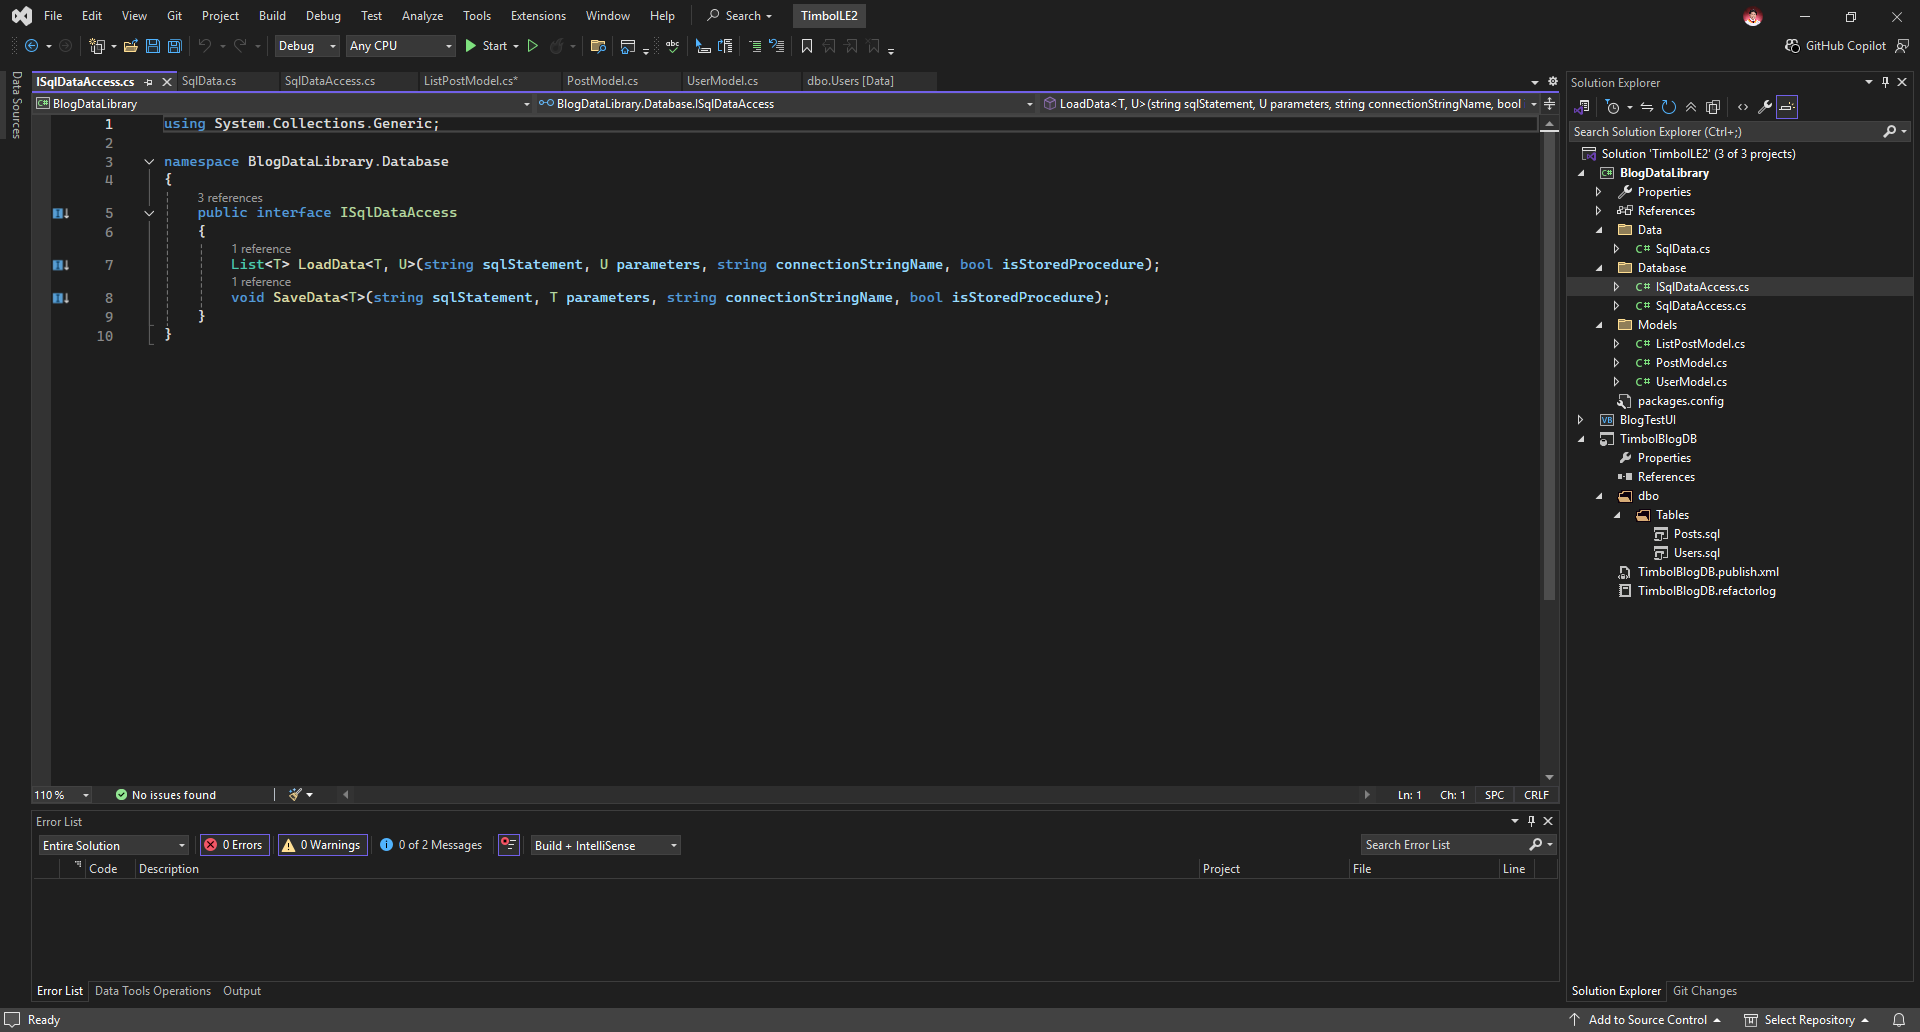 File Edit View Git Project Build Debug Test Analyze Tools Extensions Window Help Search TimbolLE2
Debug Any CPU Start GitHub Copilot
Data Sources
ISqlDataAccess.cs SqlData.cs SqlDataAccess.cs ListPostModel.cs* PostModel.cs UserModel.cs dbo.Users [Data]
BlogDataLibrary BlogDataLibrary.Database.ISqlDataAccess LoadData<T, U>(string sqlStatement, U parameters, string connectionStringName, bool
1 using System.Collections.Generic;
2
3 namespace BlogDataLibrary.Database
4 {
3 references
5 public interface ISqlDataAccess
6 {
1 reference
7 List<T> LoadData<T, U>(string sqlStatement, U parameters, string connectionStringName, bool isStoredProcedure);
1 reference
8 void SaveData<T>(string sqlStatement, T parameters, string connectionStringName, bool isStoredProcedure);
9 }
10 }
110 % No issues found Ln: 1 Ch: 1 SPC CRLF
Error List
Entire Solution 0 Errors 0 Warnings 0 of 2 Messages Build + IntelliSense Search Error List
Code Description Project File Line
Error List Data Tools Operations Output
Solution Explorer
Search Solution Explorer (Ctrl+;)
Solution 'TimbolLE2' (3 of 3 projects)
C# BlogDataLibrary
Properties
References
Data
C# SqlData.cs
Database
C# ISqlDataAccess.cs
C# SqlDataAccess.cs
Models
C# ListPostModel.cs
C# PostModel.cs
C# UserModel.cs
packages.config
VB BlogTestUI
TimbolBlogDB
Properties
References
dbo
Tables
Posts.sql
Users.sql
TimbolBlogDB.publish.xml
TimbolBlogDB.refactorlog
Solution Explorer Git Changes
Ready Add to Source Control Select Repository